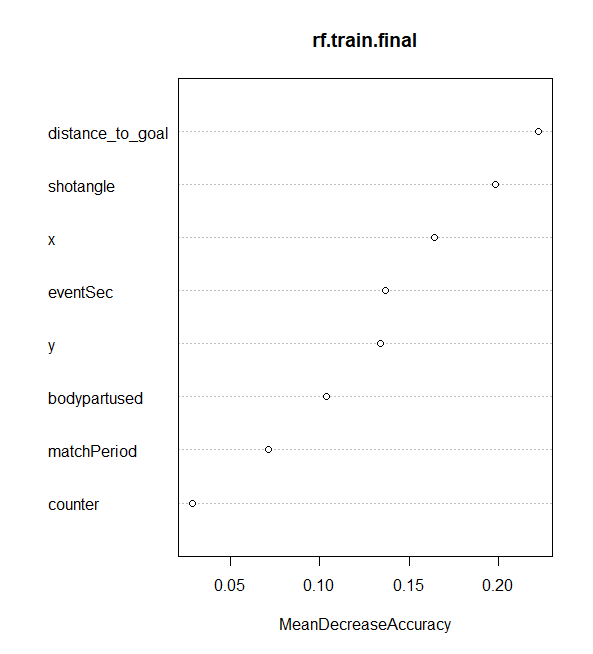 rf.train.final
distance_to_goal
shotangle
x
eventSec
y
bodypartused
matchPeriod
counter
0.05 0.10 0.15 0.20
MeanDecreaseAccuracy